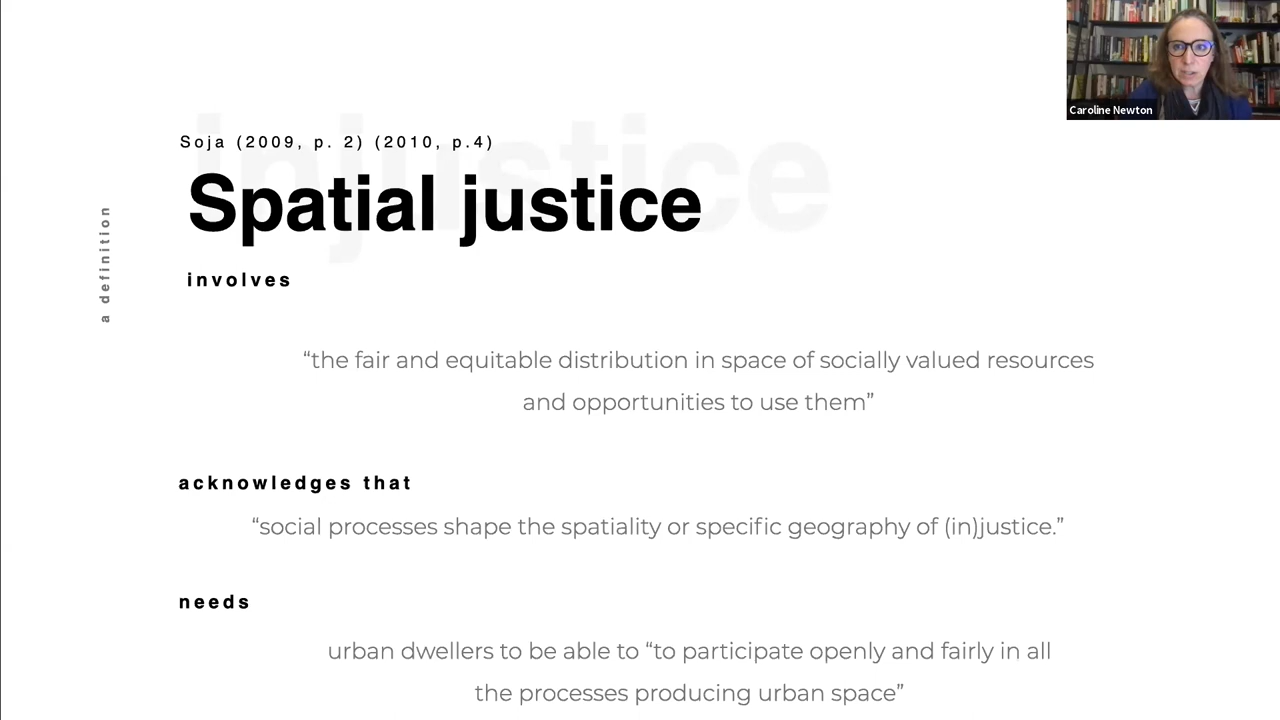 Caroline Newton
injustice
Soja (2009, p. 2) (2010, p.4)
Spatial justice
a definition
involves
“the fair and equitable distribution in space of socially valued resources
and opportunities to use them”
acknowledges that
“social processes shape the spatiality or specific geography of (in)justice.”
needs
urban dwellers to be able to “to participate openly and fairly in all
the processes producing urban space”